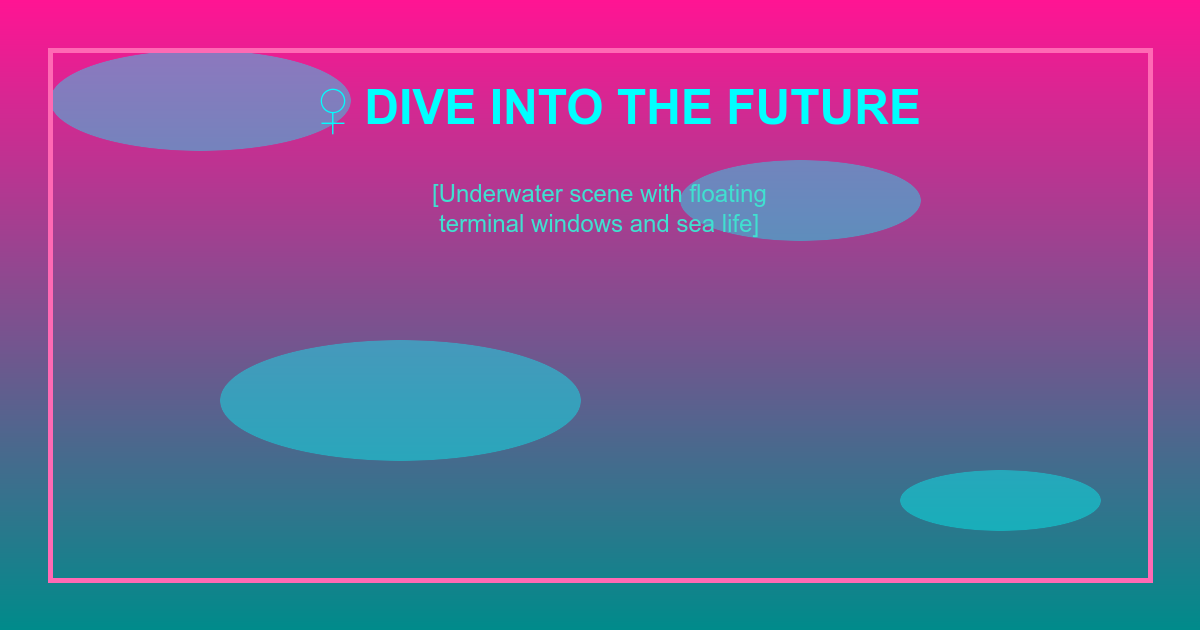 ♀ DIVE INTO THE FUTURE
[Underwater scene with floating
terminal windows and sea life]